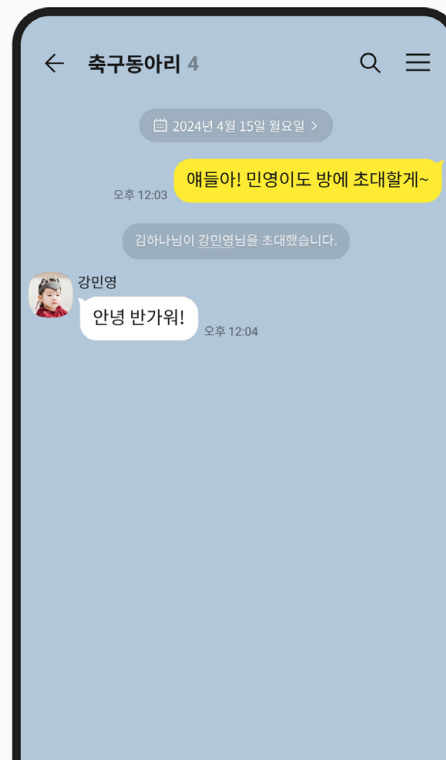 축구동아리 4
2024년 4월 15일 월요일 >
얘들아! 민영이도 방에 초대할게~
오후 12:03
김하나님이 강민영님을 초대했습니다.
강민영
안녕 반가워!
오후 12:04